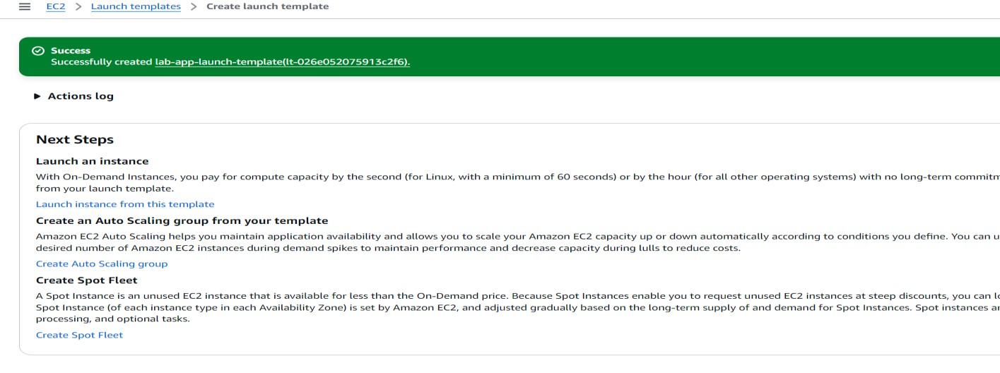 EC2 > Launch templates > Create launch template
Success
Successfully created lab-app-launch-template(lt-026e052075913c2f6).
Actions log
Next Steps
Launch an instance
With On-Demand Instances, you pay for compute capacity by the second (for Linux, with a minimum of 60 seconds) or by the hour (for all other operating systems) with no long-term
from your launch template.
Launch instance from this template
Create an Auto Scaling group from your template
Amazon EC2 Auto Scaling helps you maintain application availability and allows you to scale your Amazon EC2 capacity up or down automatically according to conditions you define. You can
desired number of Amazon EC2 instances during demand spikes to maintain performance and decrease capacity during lulls to reduce costs.
Create Auto Scaling group
Create Spot Fleet
A Spot Instance is an unused EC2 instance that is available for less than the On-Demand price. Because Spot Instances enable you to request unused EC2 instances at steep discounts, you can
Spot Instance (of each instance type in each Availability Zone) is set by Amazon EC2, and adjusted gradually based on the long-term supply of and demand for Spot Instances. Spot instances
processing, and optional tasks.
Create Spot Fleet